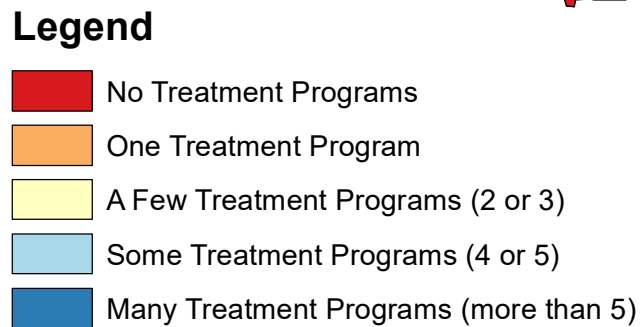 Legend
No Treatment Programs
One Treatment Program
A Few Treatment Programs (2 or 3)
Some Treatment Programs (4 or 5)
Many Treatment Programs (more than 5)